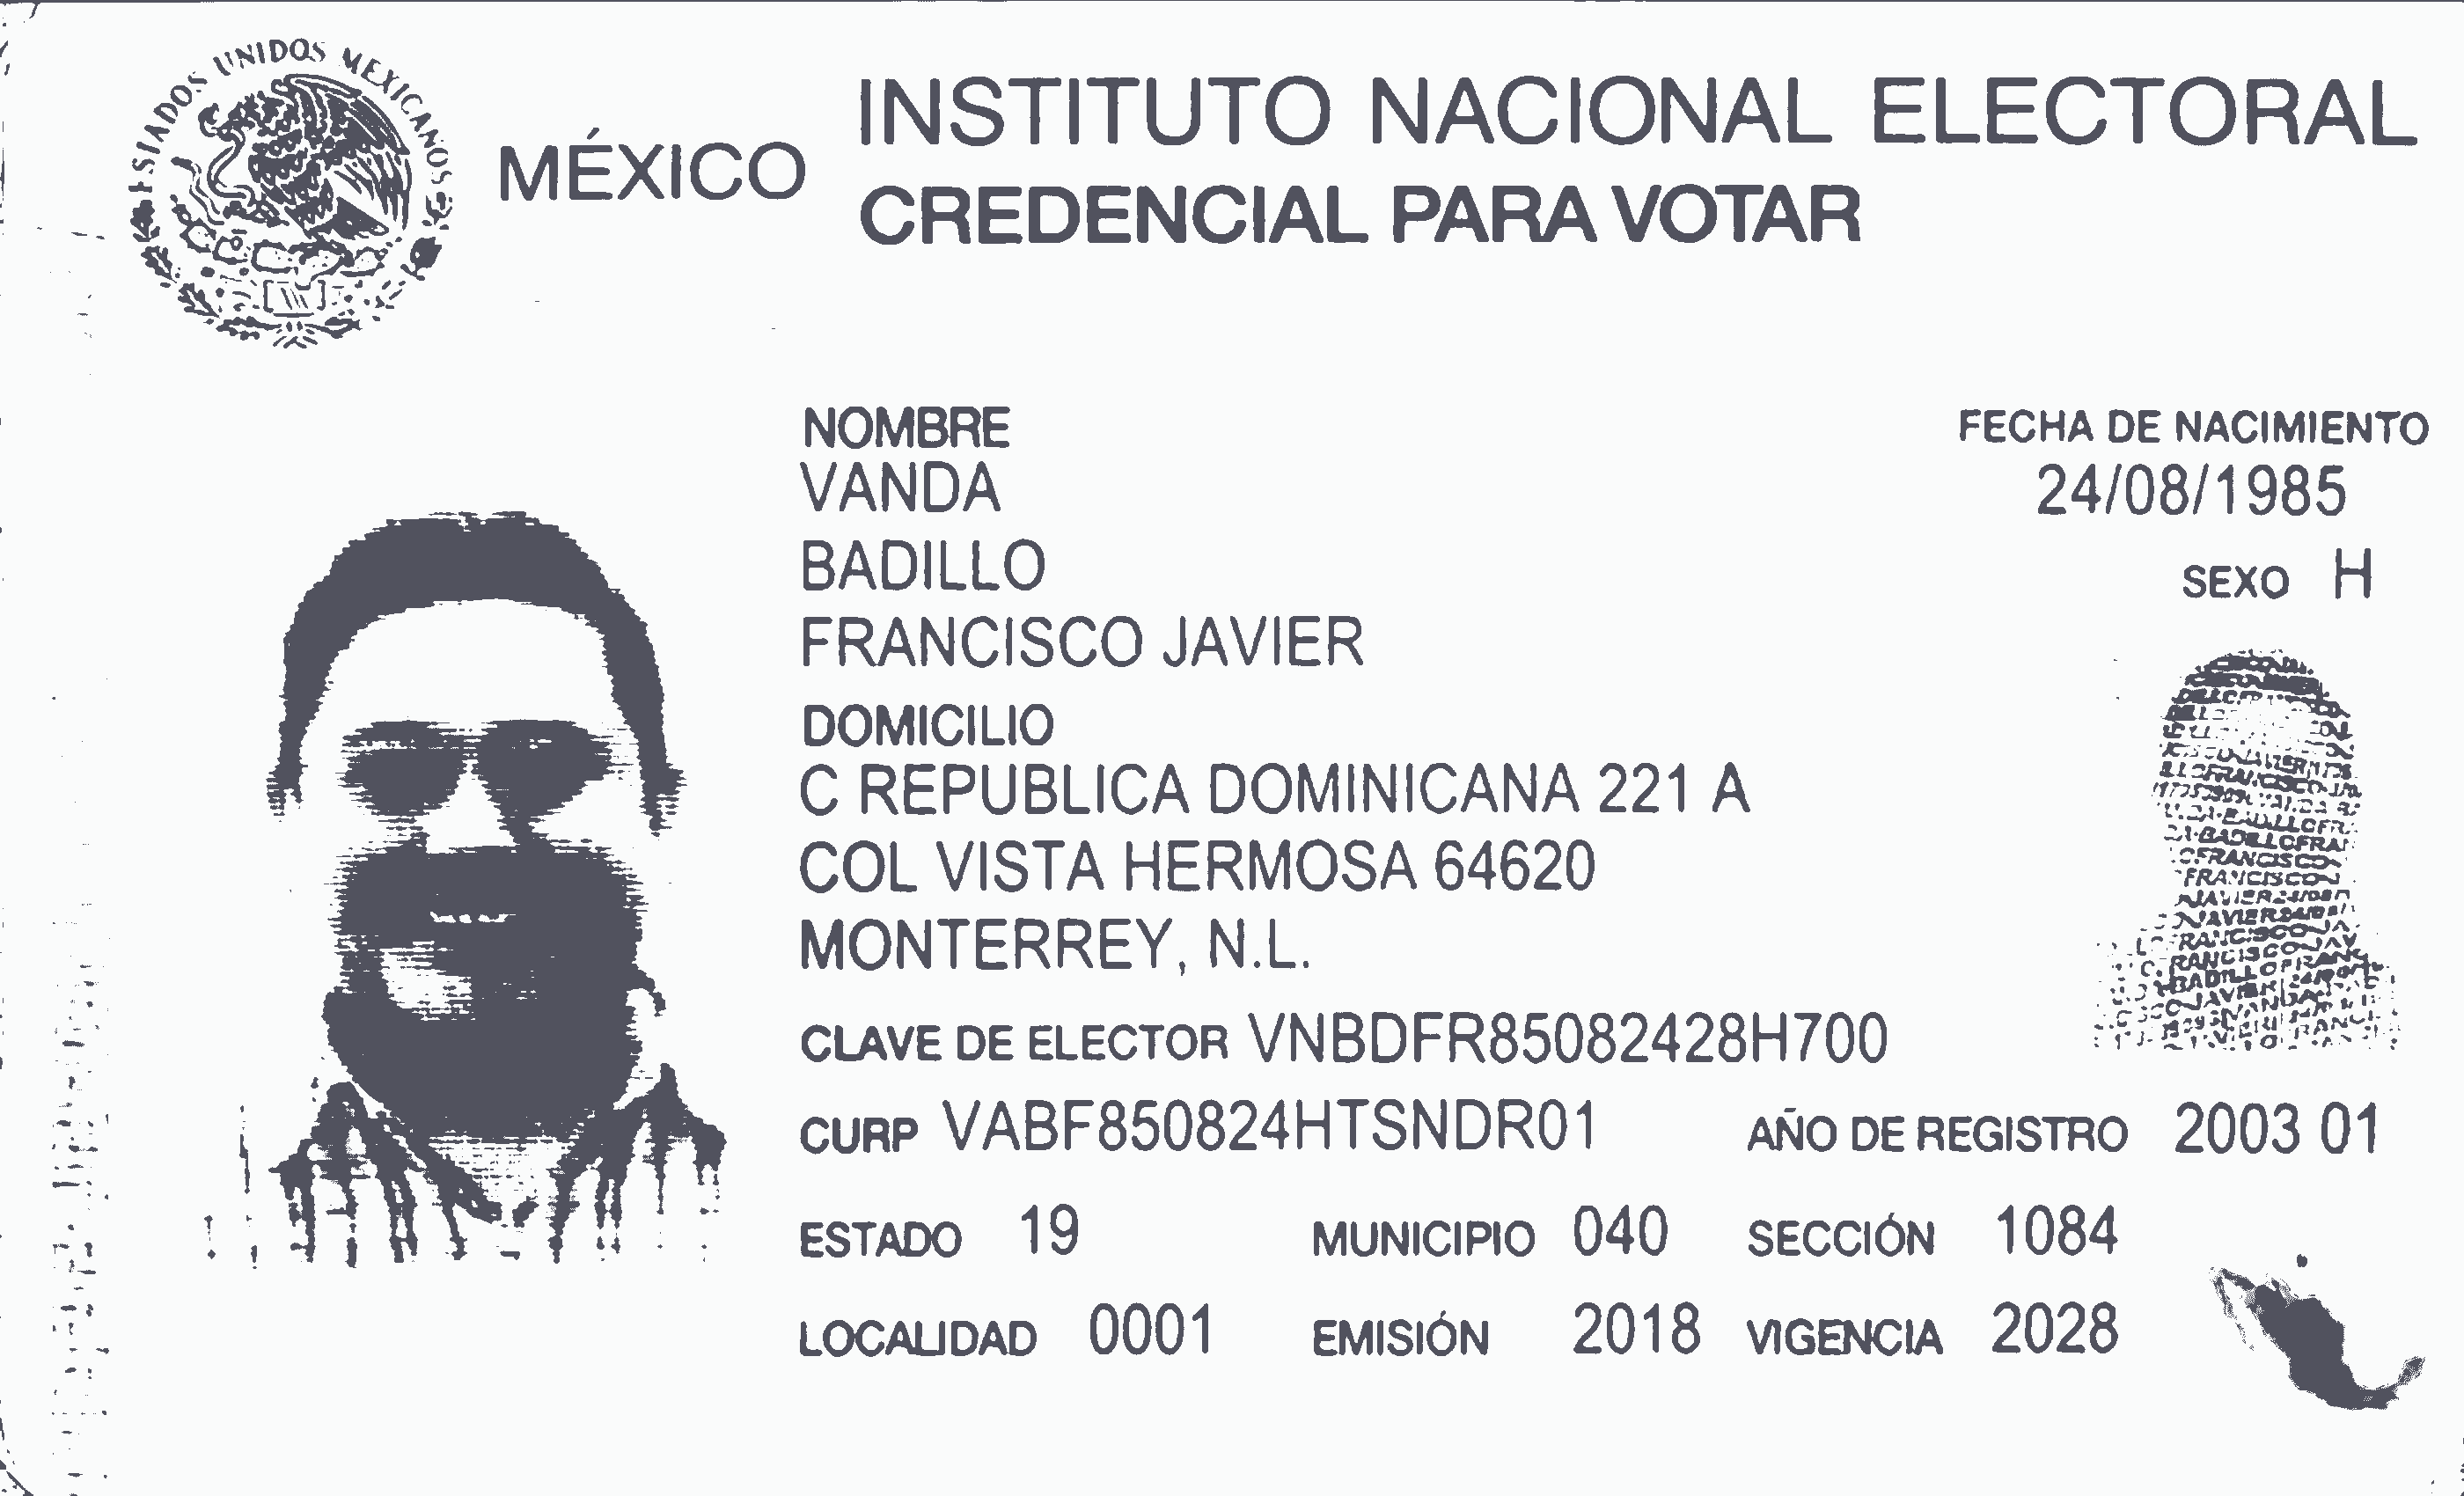 ESTADOS UNIDOS MEXICANOS
MÉXICO
INSTITUTO NACIONAL ELECTORAL
CREDENCIAL PARA VOTAR
NOMBRE
VANDA
BADILLO
FRANCISCO JAVIER
FECHA DE NACIMIENTO
24/08/1985
SEXO H
DOMICILIO
C REPUBLICA DOMINICANA 221 A
COL VISTA HERMOSA 64620
MONTERREY, N.L.
CLAVE DE ELECTOR VNBDFR85082428H700
CURP VABF850824HTSNDR01
AÑO DE REGISTRO 2003 01
ESTADO 19
MUNICIPIO 040
SECCIÓN 1084
LOCALIDAD 0001
EMISIÓN 2018
VIGENCIA 2028